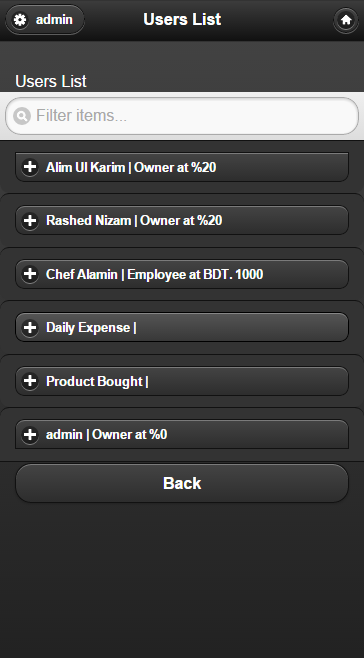 admin
Users List
Users List
Filter items...
Alim Ul Karim | Owner at %20
Rashed Nizam | Owner at %20
Chef Alamin | Employee at BDT. 1000
Daily Expense |
Product Bought |
admin | Owner at %0
Back